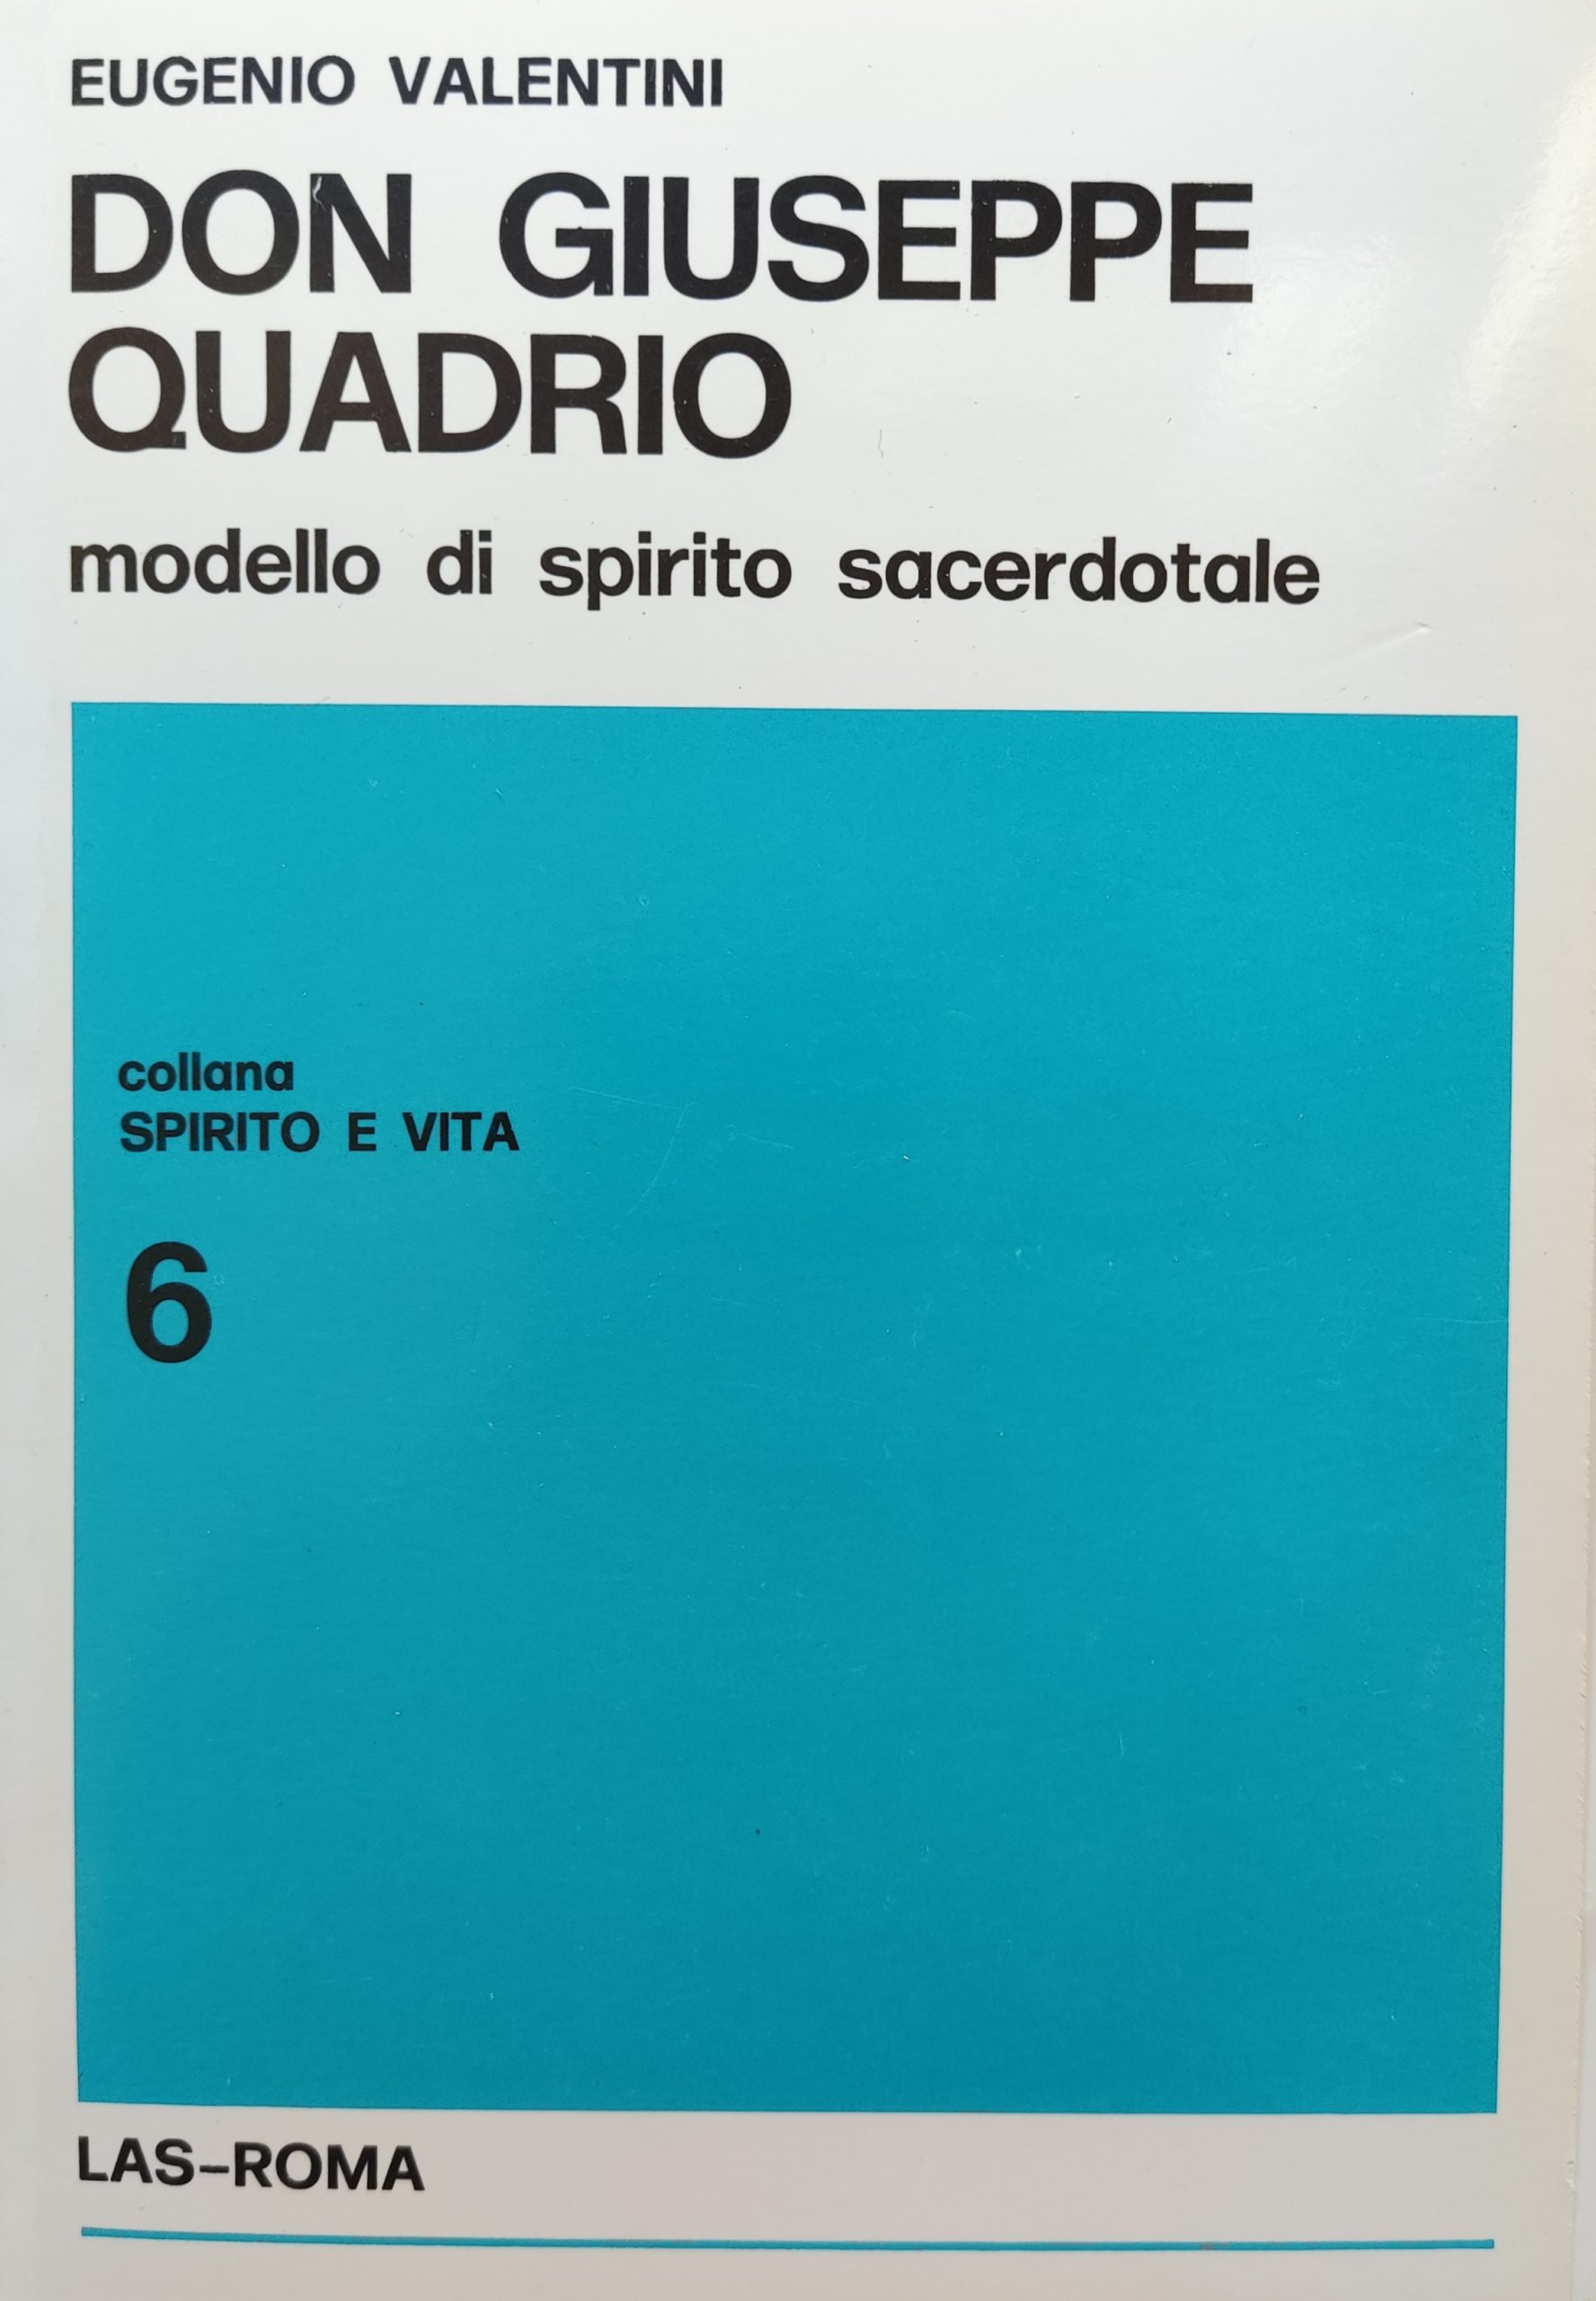 EUGENIO VALENTINI
DON GIUSEPPE
QUADRIO
modello di spirito sacerdotale
collana
SPIRITO E VITA
6
LAS-ROMA